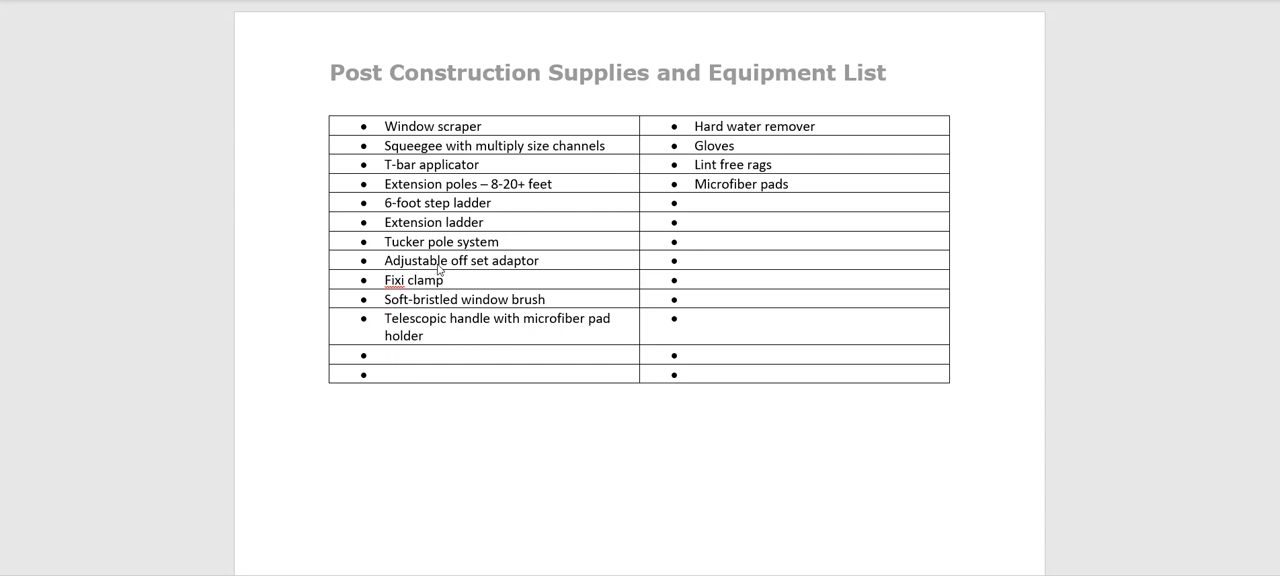 Post Construction Supplies and Equipment List
• Window scraper
• Hard water remover
• Squeegee with multiply size channels
• Gloves
• T-bar applicator
• Lint free rags
• Extension poles – 8-20+ feet
• Microfiber pads
• 6-foot step ladder
• Extension ladder
• Tucker pole system
• Adjustable off set adaptor
• Fixi clamp
• Soft-bristled window brush
• Telescopic handle with microfiber pad
holder